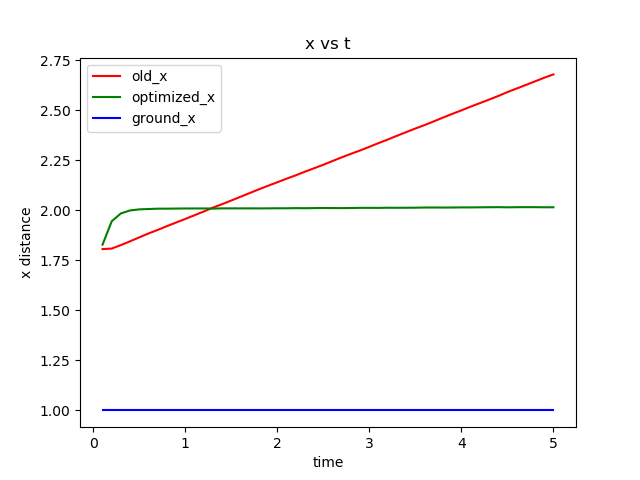 x vs t
2.75
2.50
2.25
2.00
1.75
1.50
1.25
1.00
x distance
old_x
optimized_x
ground_x
0 1 2 3 4 5
time